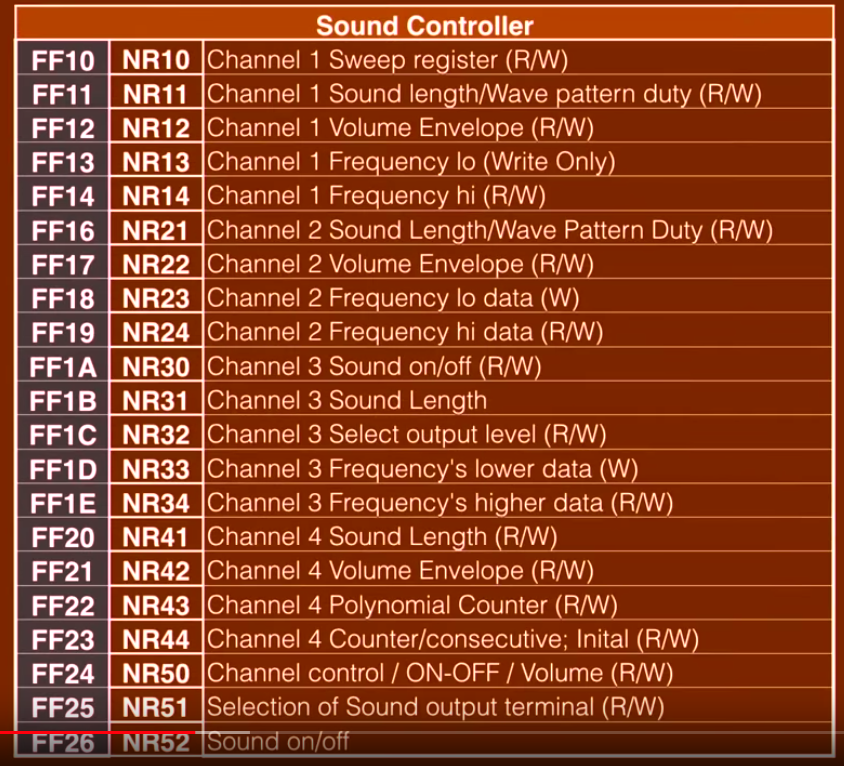 Sound Controller
FF10 NR10 Channel 1 Sweep register (R/W)
FF11 NR11 Channel 1 Sound length/Wave pattern duty (R/W)
FF12 NR12 Channel 1 Volume Envelope (R/W)
FF13 NR13 Channel 1 Frequency lo (Write Only)
FF14 NR14 Channel 1 Frequency hi (R/W)
FF16 NR21 Channel 2 Sound Length/Wave Pattern Duty (R/W)
FF17 NR22 Channel 2 Volume Envelope (R/W)
FF18 NR23 Channel 2 Frequency lo data (W)
FF19 NR24 Channel 2 Frequency hi data (R/W)
FF1A NR30 Channel 3 Sound on/off (R/W)
FF1B NR31 Channel 3 Sound Length
FF1C NR32 Channel 3 Select output level (R/W)
FF1D NR33 Channel 3 Frequency's lower data (W)
FF1E NR34 Channel 3 Frequency's higher data (R/W)
FF20 NR41 Channel 4 Sound Length (R/W)
FF21 NR42 Channel 4 Volume Envelope (R/W)
FF22 NR43 Channel 4 Polynomial Counter (R/W)
FF23 NR44 Channel 4 Counter/consecutive; Inital (R/W)
FF24 NR50 Channel control / ON-OFF / Volume (R/W)
FF25 NR51 Selection of Sound output terminal (R/W)
FF26 NR52 Sound on/off